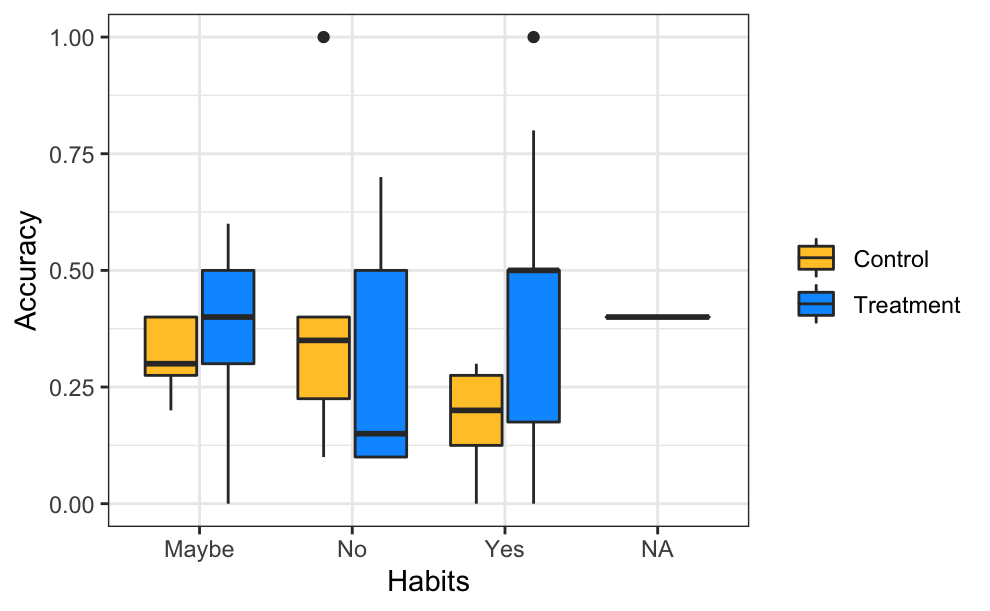 1.00
0.75
0.50
0.25
0.00
Accuracy
Maybe No Yes NA
Habits
Control
Treatment